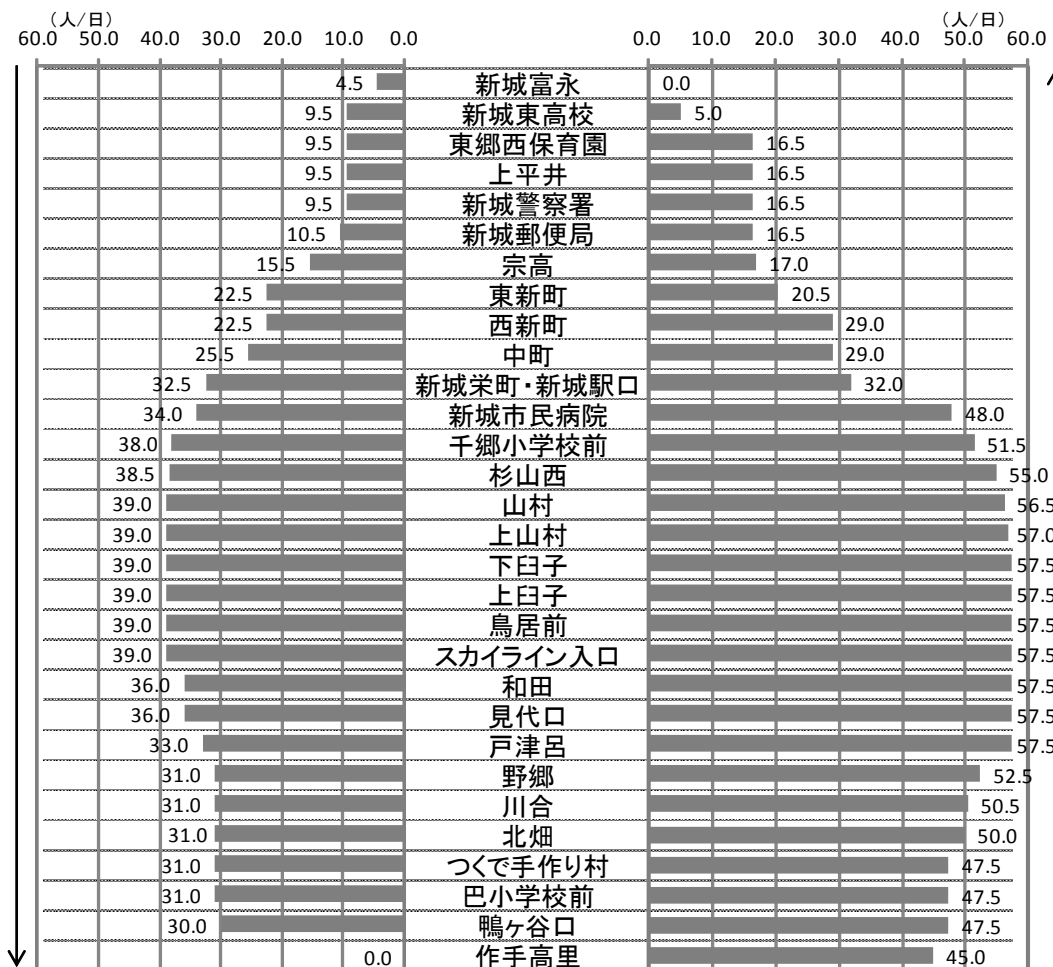 （人/日） （人/日）
60.0 50.0 40.0 30.0 20.0 10.0 0.0 0.0 10.0 20.0 30.0 40.0 50.0 60.0
4.5 新城富永 0.0
9.5 新城東高校 5.0
9.5 東郷西保育園 16.5
9.5 上平井 16.5
9.5 新城警察署 16.5
10.5 新城郵便局 16.5
15.5 宗高 17.0
22.5 東新町 20.5
22.5 西新町 29.0
25.5 中町 29.0
32.5 新城栄町・新城駅口 32.0
34.0 新城市民病院 48.0
38.0 千郷小学校前 51.5
38.5 杉山西 55.0
39.0 山村 56.5
39.0 上山村 57.0
39.0 下臼子 57.5
39.0 上臼子 57.5
39.0 鳥居前 57.5
39.0 スカイライン入口 57.5
36.0 和田 57.5
36.0 見代口 57.5
33.0 戸津呂 57.5
31.0 野郷 52.5
31.0 川合 50.5
31.0 北畑 50.0
31.0 つくで手作り村 47.5
31.0 巴小学校前 47.5
30.0 鴨ヶ谷口 47.5
0.0 作手高里 45.0